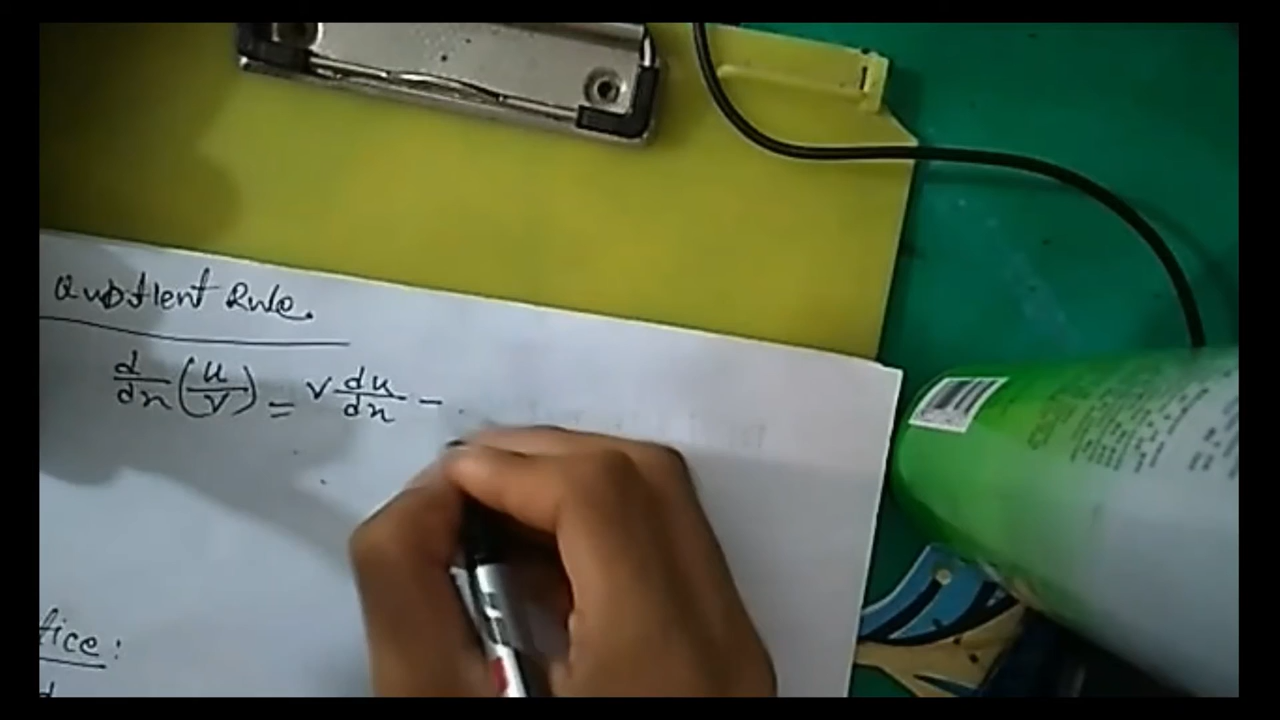 Quotient Rule.
d/dx (u/v) = v du/dx -
tice:
d